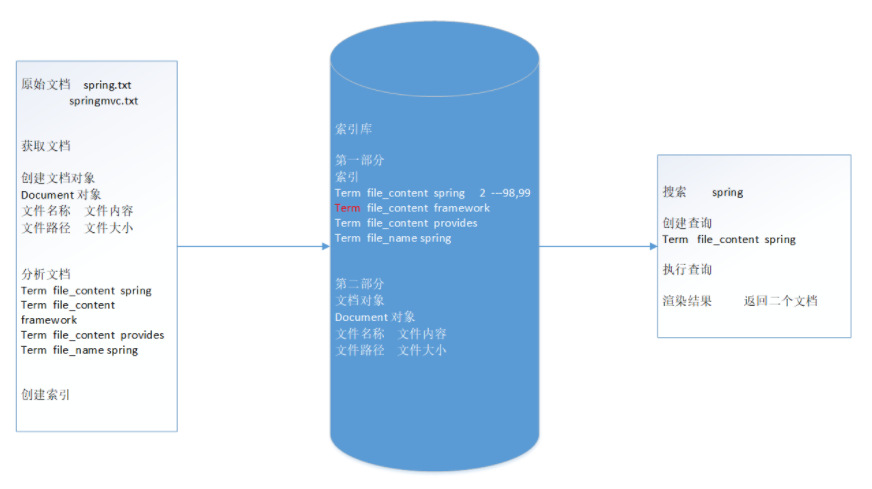 原始文档 spring.txt
springmvc.txt
获取文档
创建文档对象
Document 对象
文件名称 文件内容
文件路径 文件大小
分析文档
Term file_content spring
Term file_content
framework
Term file_content provides
Term file_name spring
创建索引
索引库
第一部分
索引
Term file_content spring 2 ---98,99
Term file_content framework
Term file_content provides
Term file_name spring
第二部分
文档对象
Document 对象
文件名称 文件内容
文件路径 文件大小
搜索 spring
创建查询
Term file_content spring
执行查询
渲染结果 返回二个文档